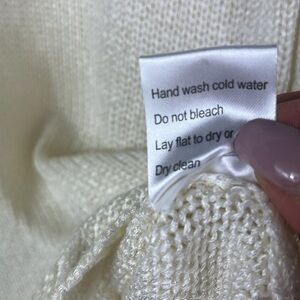 Hand wash cold water
Do not bleach
Lay flat to dry or
Dry clean